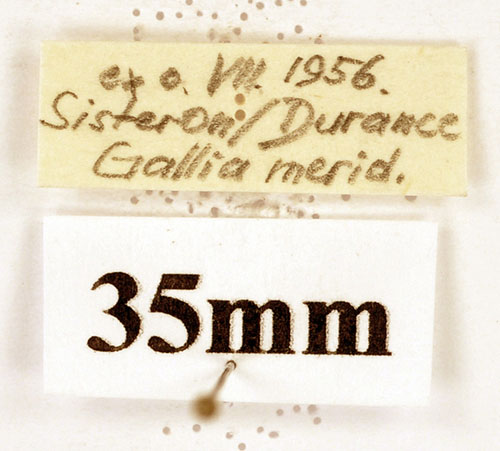 ex o. VII. 1956.
Sisteron/Durance
Gallia merid.
35mm